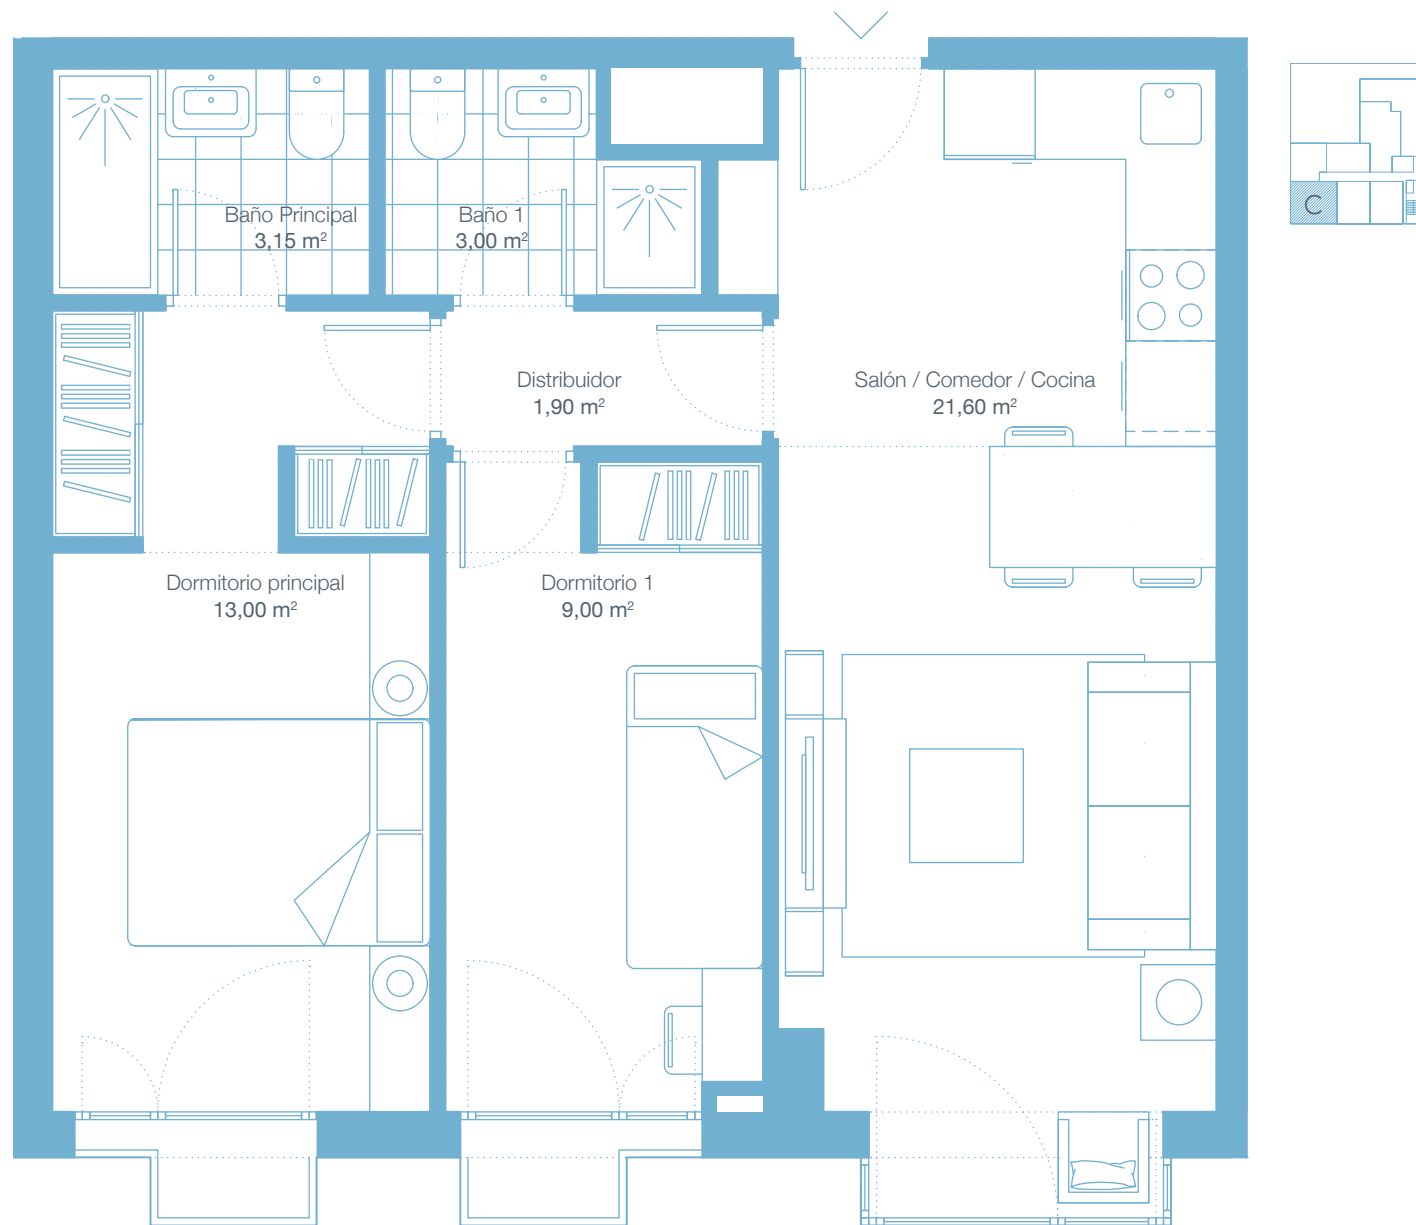 Baño Principal
3,15 m²
Baño 1
3,00 m²
C
Distribuidor
1,90 m²
Salón / Comedor / Cocina
21,60 m²
Dormitorio principal
13,00 m²
Dormitorio 1
9,00 m²